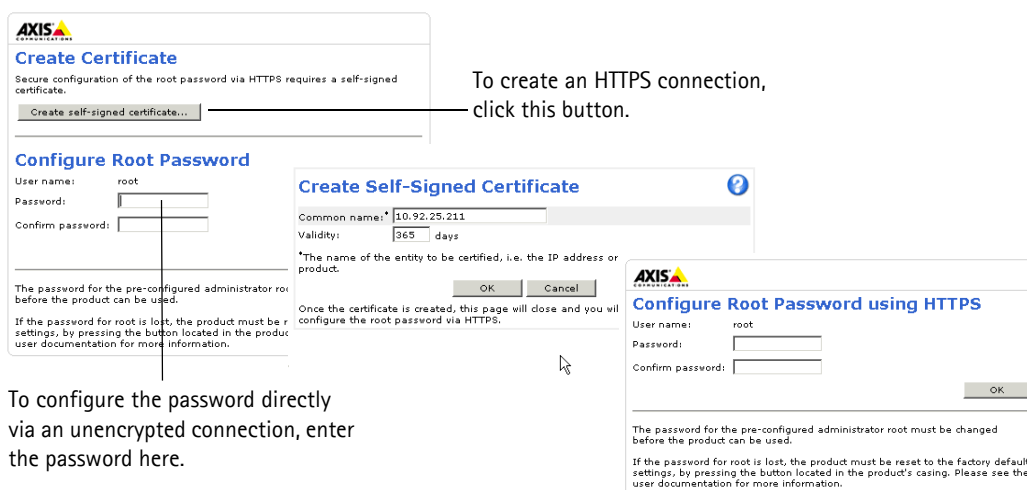 AXIS
COMMUNICATIONS
Create Certificate
Secure configuration of the root password via HTTPS requires a self-signed
certificate.
Create self-signed certificate...
To create an HTTPS connection,
click this button.
Configure Root Password
User name: root
Password:
Confirm password:
The password for the pre-configured administrator roo
before the product can be used.
If the password for root is lost, the product must be r
settings, by pressing the button located in the produc
user documentation for more information.
To configure the password directly
via an unencrypted connection, enter
the password here.
Create Self-Signed Certificate
?
Common name:* 10.92.25.211
Validity: 365 days
*The name of the entity to be certified, i.e. the IP address or
product.
OK Cancel
Once the certificate is created, this page will close and you wil
configure the root password via HTTPS.
AXIS
COMMUNICATIONS
Configure Root Password using HTTPS
User name: root
Password:
Confirm password:
OK
The password for the pre-configured administrator root must be changed
before the product can be used.
If the password for root is lost, the product must be reset to the factory default
settings, by pressing the button located in the product's casing. Please see the
user documentation for more information.